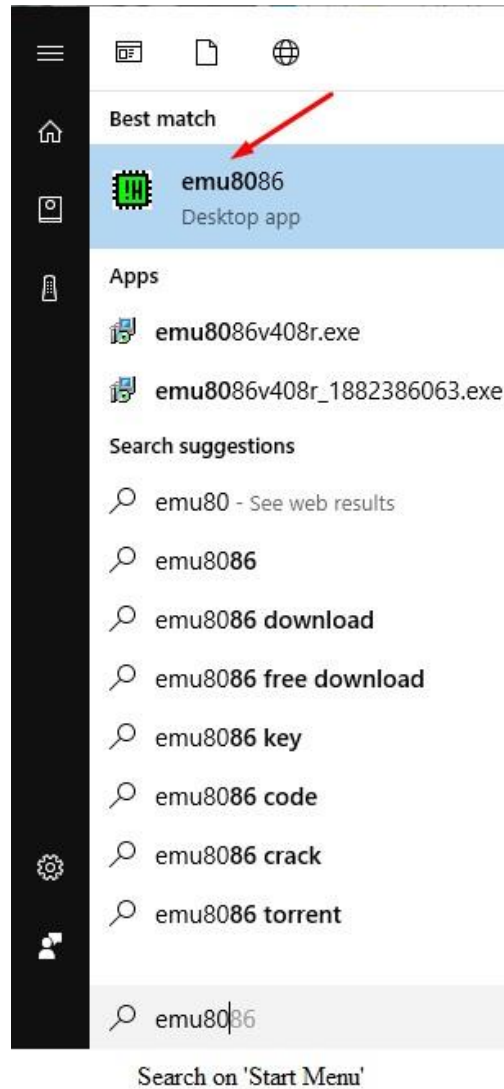 Best match
emu8086
Desktop app
Apps
emu8086v408r.exe
emu8086v408r_1882386063.exe
Search suggestions
emu80 - See web results
emu8086
emu8086 download
emu8086 free download
emu8086 key
emu8086 code
emu8086 crack
emu8086 torrent
emu8086
Search on 'Start Menu'